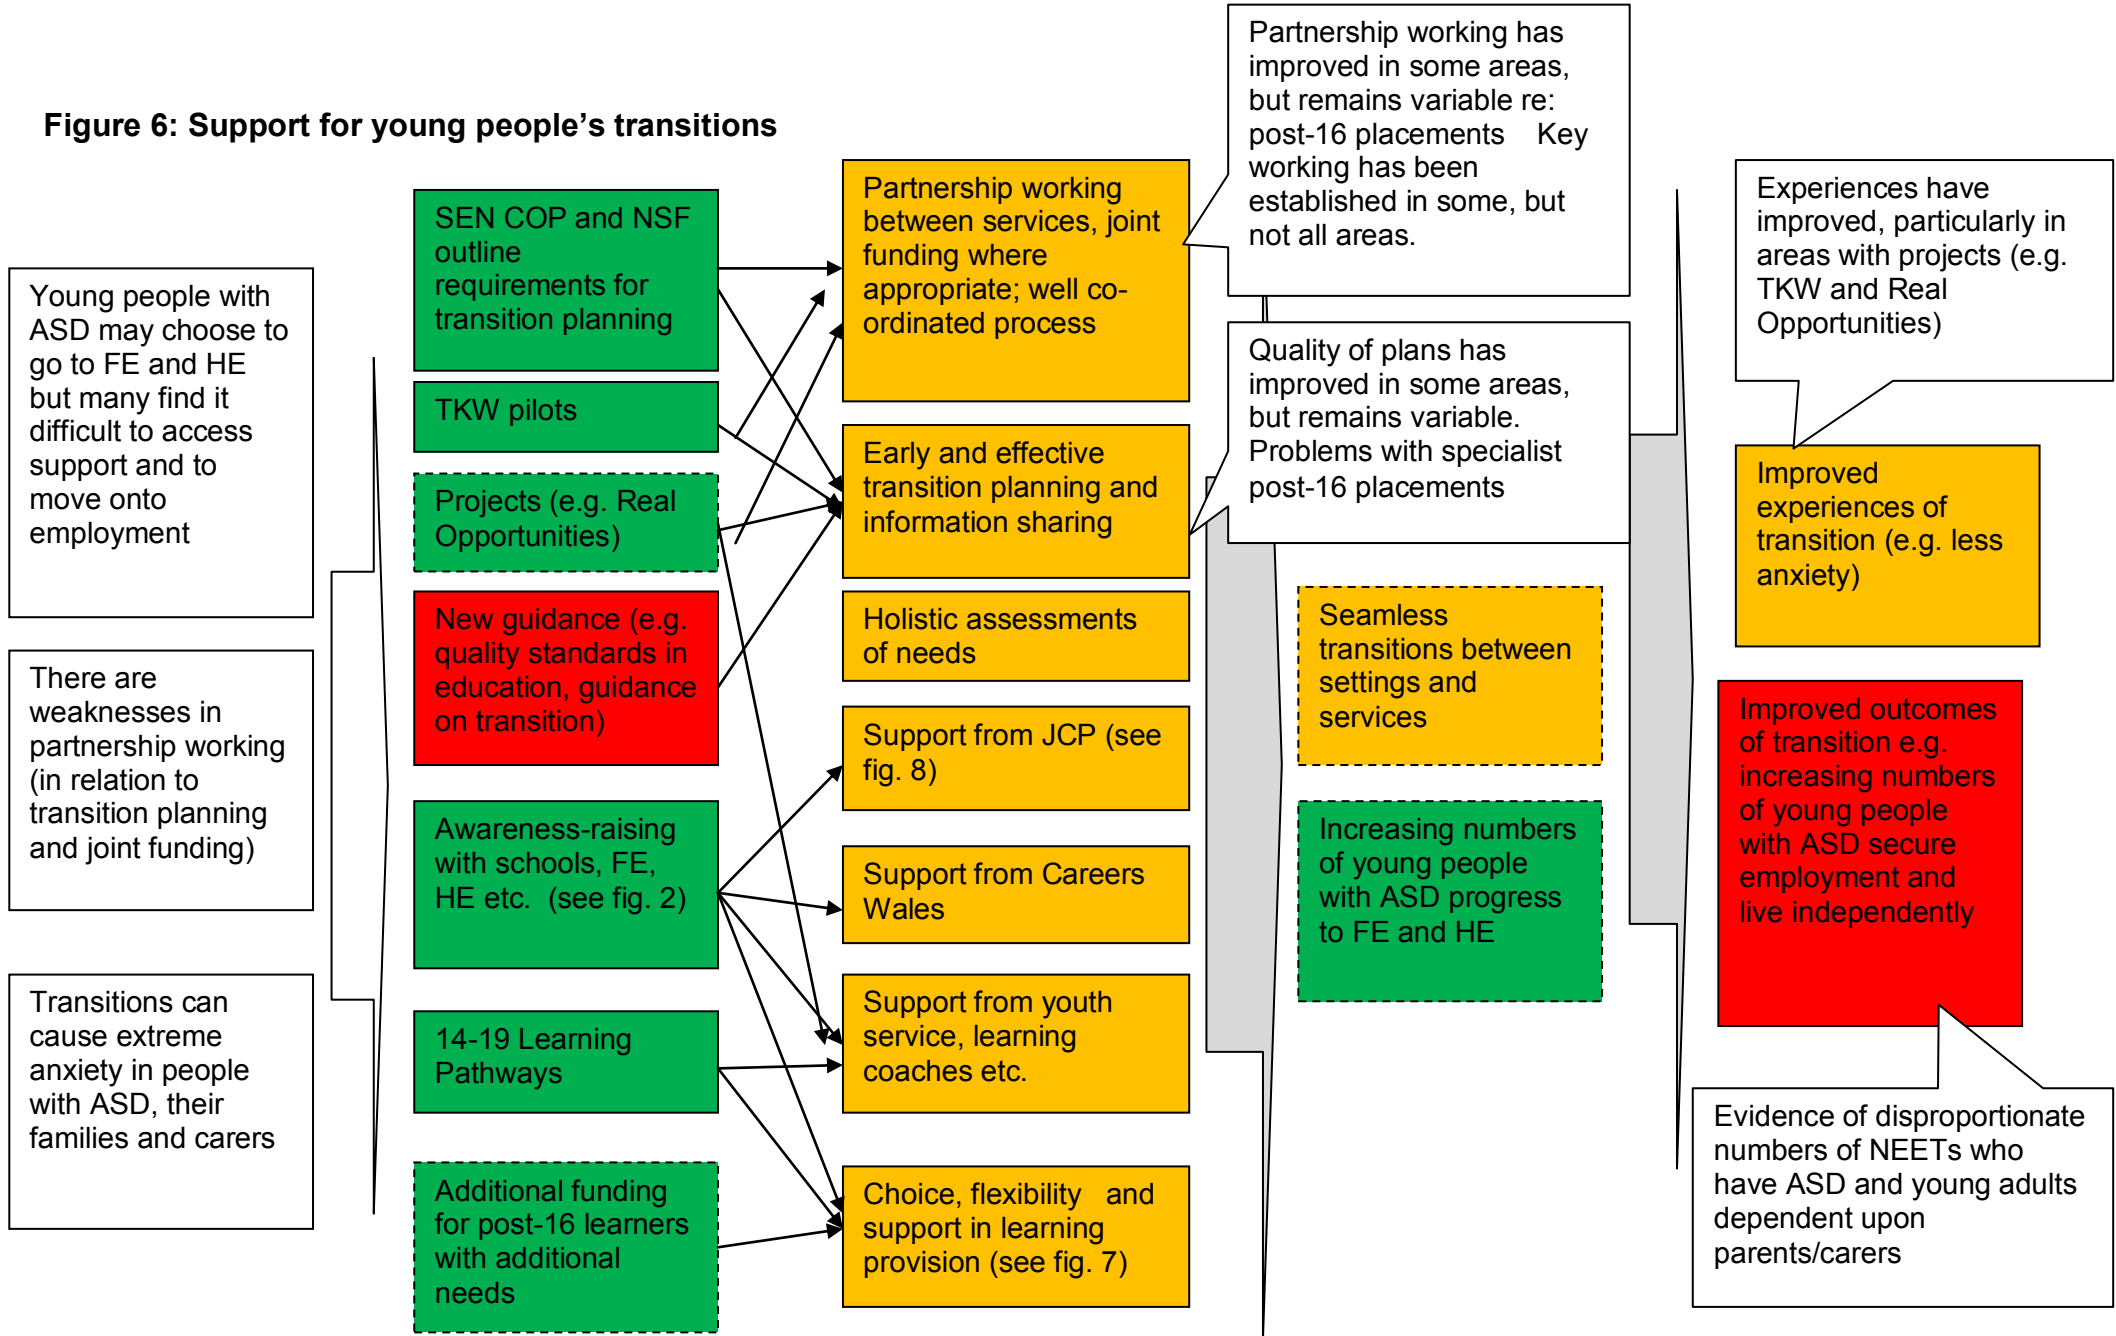 Figure 6: Support for young people’s transitions
Young people with
ASD may choose to
go to FE and HE
but many find it
difficult to access
support and to
move onto
employment
There are
weaknesses in
partnership working
(in relation to
transition planning
and joint funding)
Transitions can
cause extreme
anxiety in people
with ASD, their
families and carers
SEN COP and NSF
outline
requirements for
transition planning
TKW pilots
Projects (e.g. Real
Opportunities)
New guidance (e.g.
quality standards in
education, guidance
on transition)
Awareness-raising
with schools, FE,
HE etc. (see fig. 2)
14-19 Learning
Pathways
Additional funding
for post-16 learners
with additional
needs
Partnership working
between services, joint
funding where
appropriate; well co-
ordinated process
Early and effective
transition planning and
information sharing
Holistic assessments
of needs
Support from JCP (see
fig. 8)
Support from Careers
Wales
Support from youth
service, learning
coaches etc.
Choice, flexibility and
support in learning
provision (see fig. 7)
Partnership working has
improved in some areas,
but remains variable re:
post-16 placements Key
working has been
established in some, but
not all areas.
Quality of plans has
improved in some areas,
but remains variable.
Problems with specialist
post-16 placements
Seamless
transitions between
settings and
services
Increasing numbers
of young people
with ASD progress
to FE and HE
Experiences have
improved, particularly in
areas with projects (e.g.
TKW and Real
Opportunities)
Improved
experiences of
transition (e.g. less
anxiety)
Improved outcomes
of transition e.g.
increasing numbers
of young people
with ASD secure
employment and
live independently
Evidence of disproportionate
numbers of NEETs who
have ASD and young adults
dependent upon
parents/carers